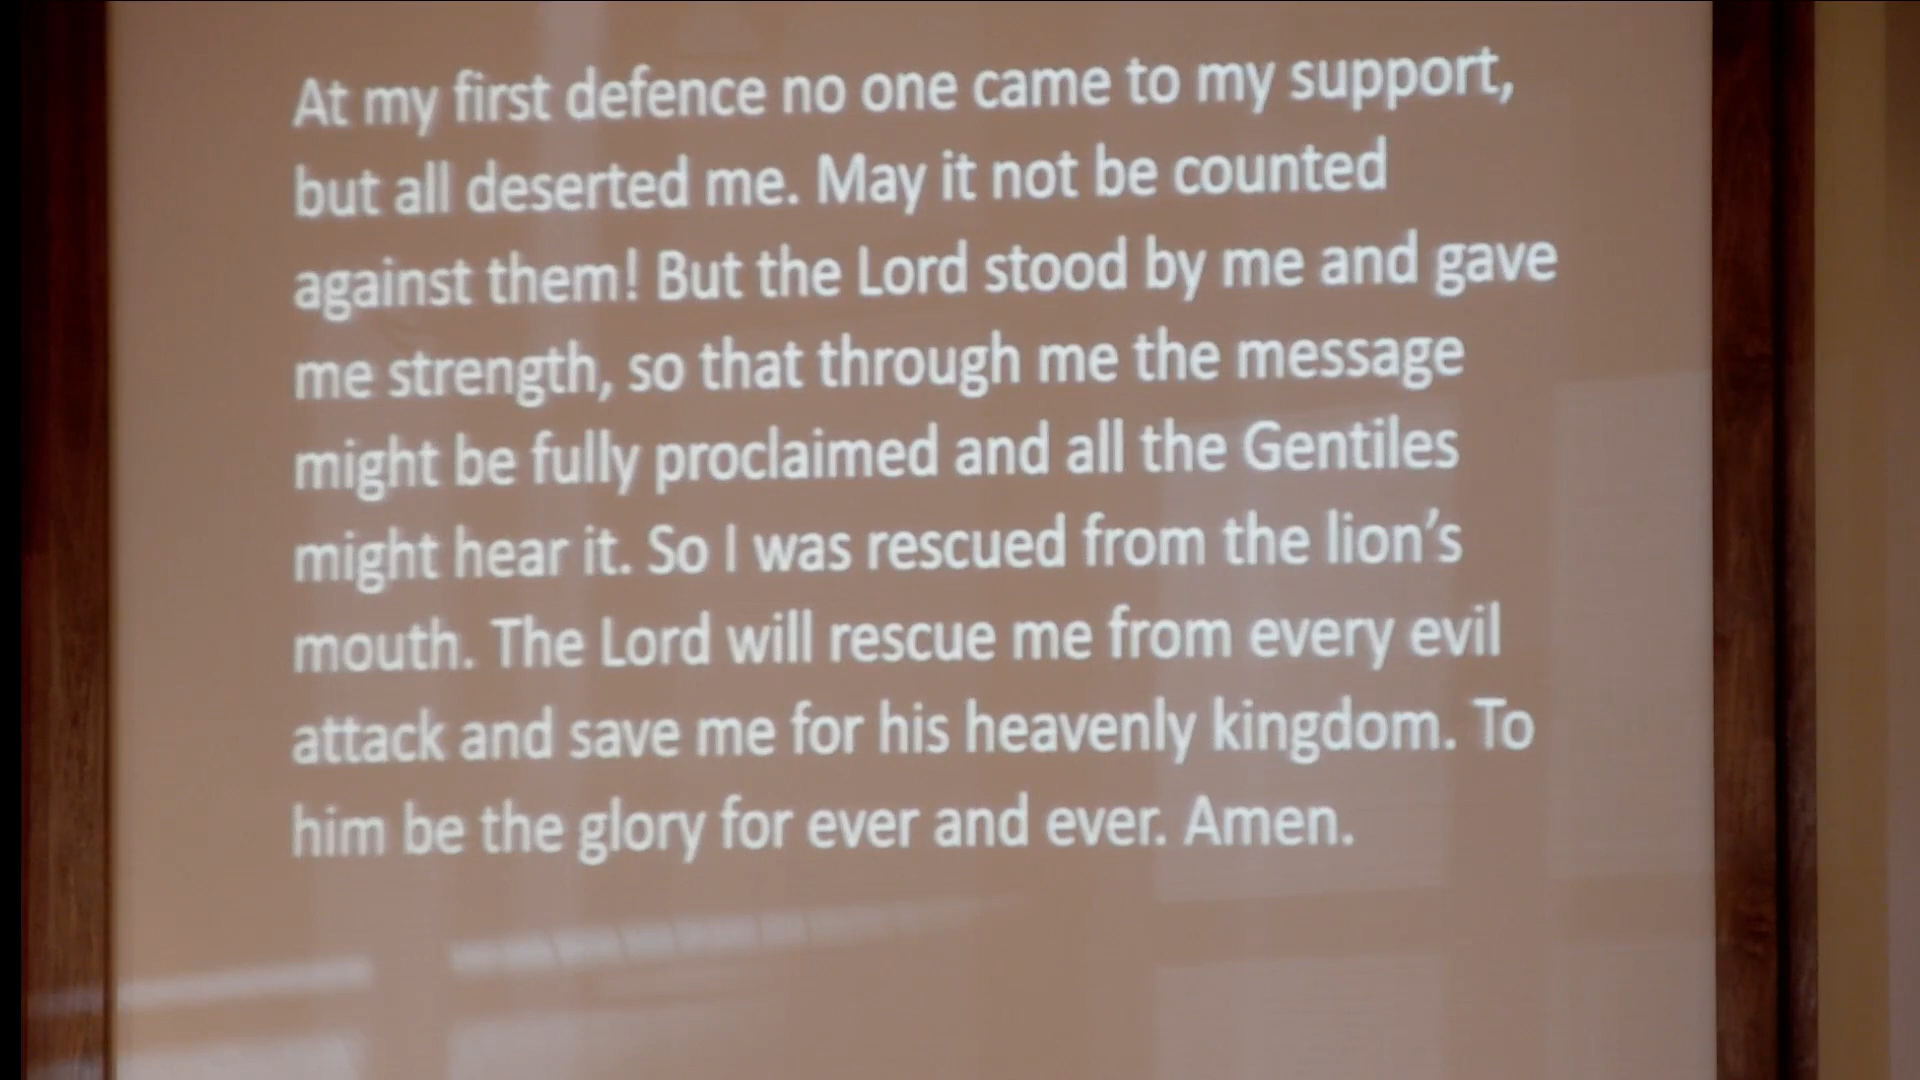 At my first defence no one came to my support,
but all deserted me. May it not be counted
against them! But the Lord stood by me and gave
me strength, so that through me the message
might be fully proclaimed and all the Gentiles
might hear it. So I was rescued from the lion’s
mouth. The Lord will rescue me from every evil
attack and save me for his heavenly kingdom. To
him be the glory for ever and ever. Amen.